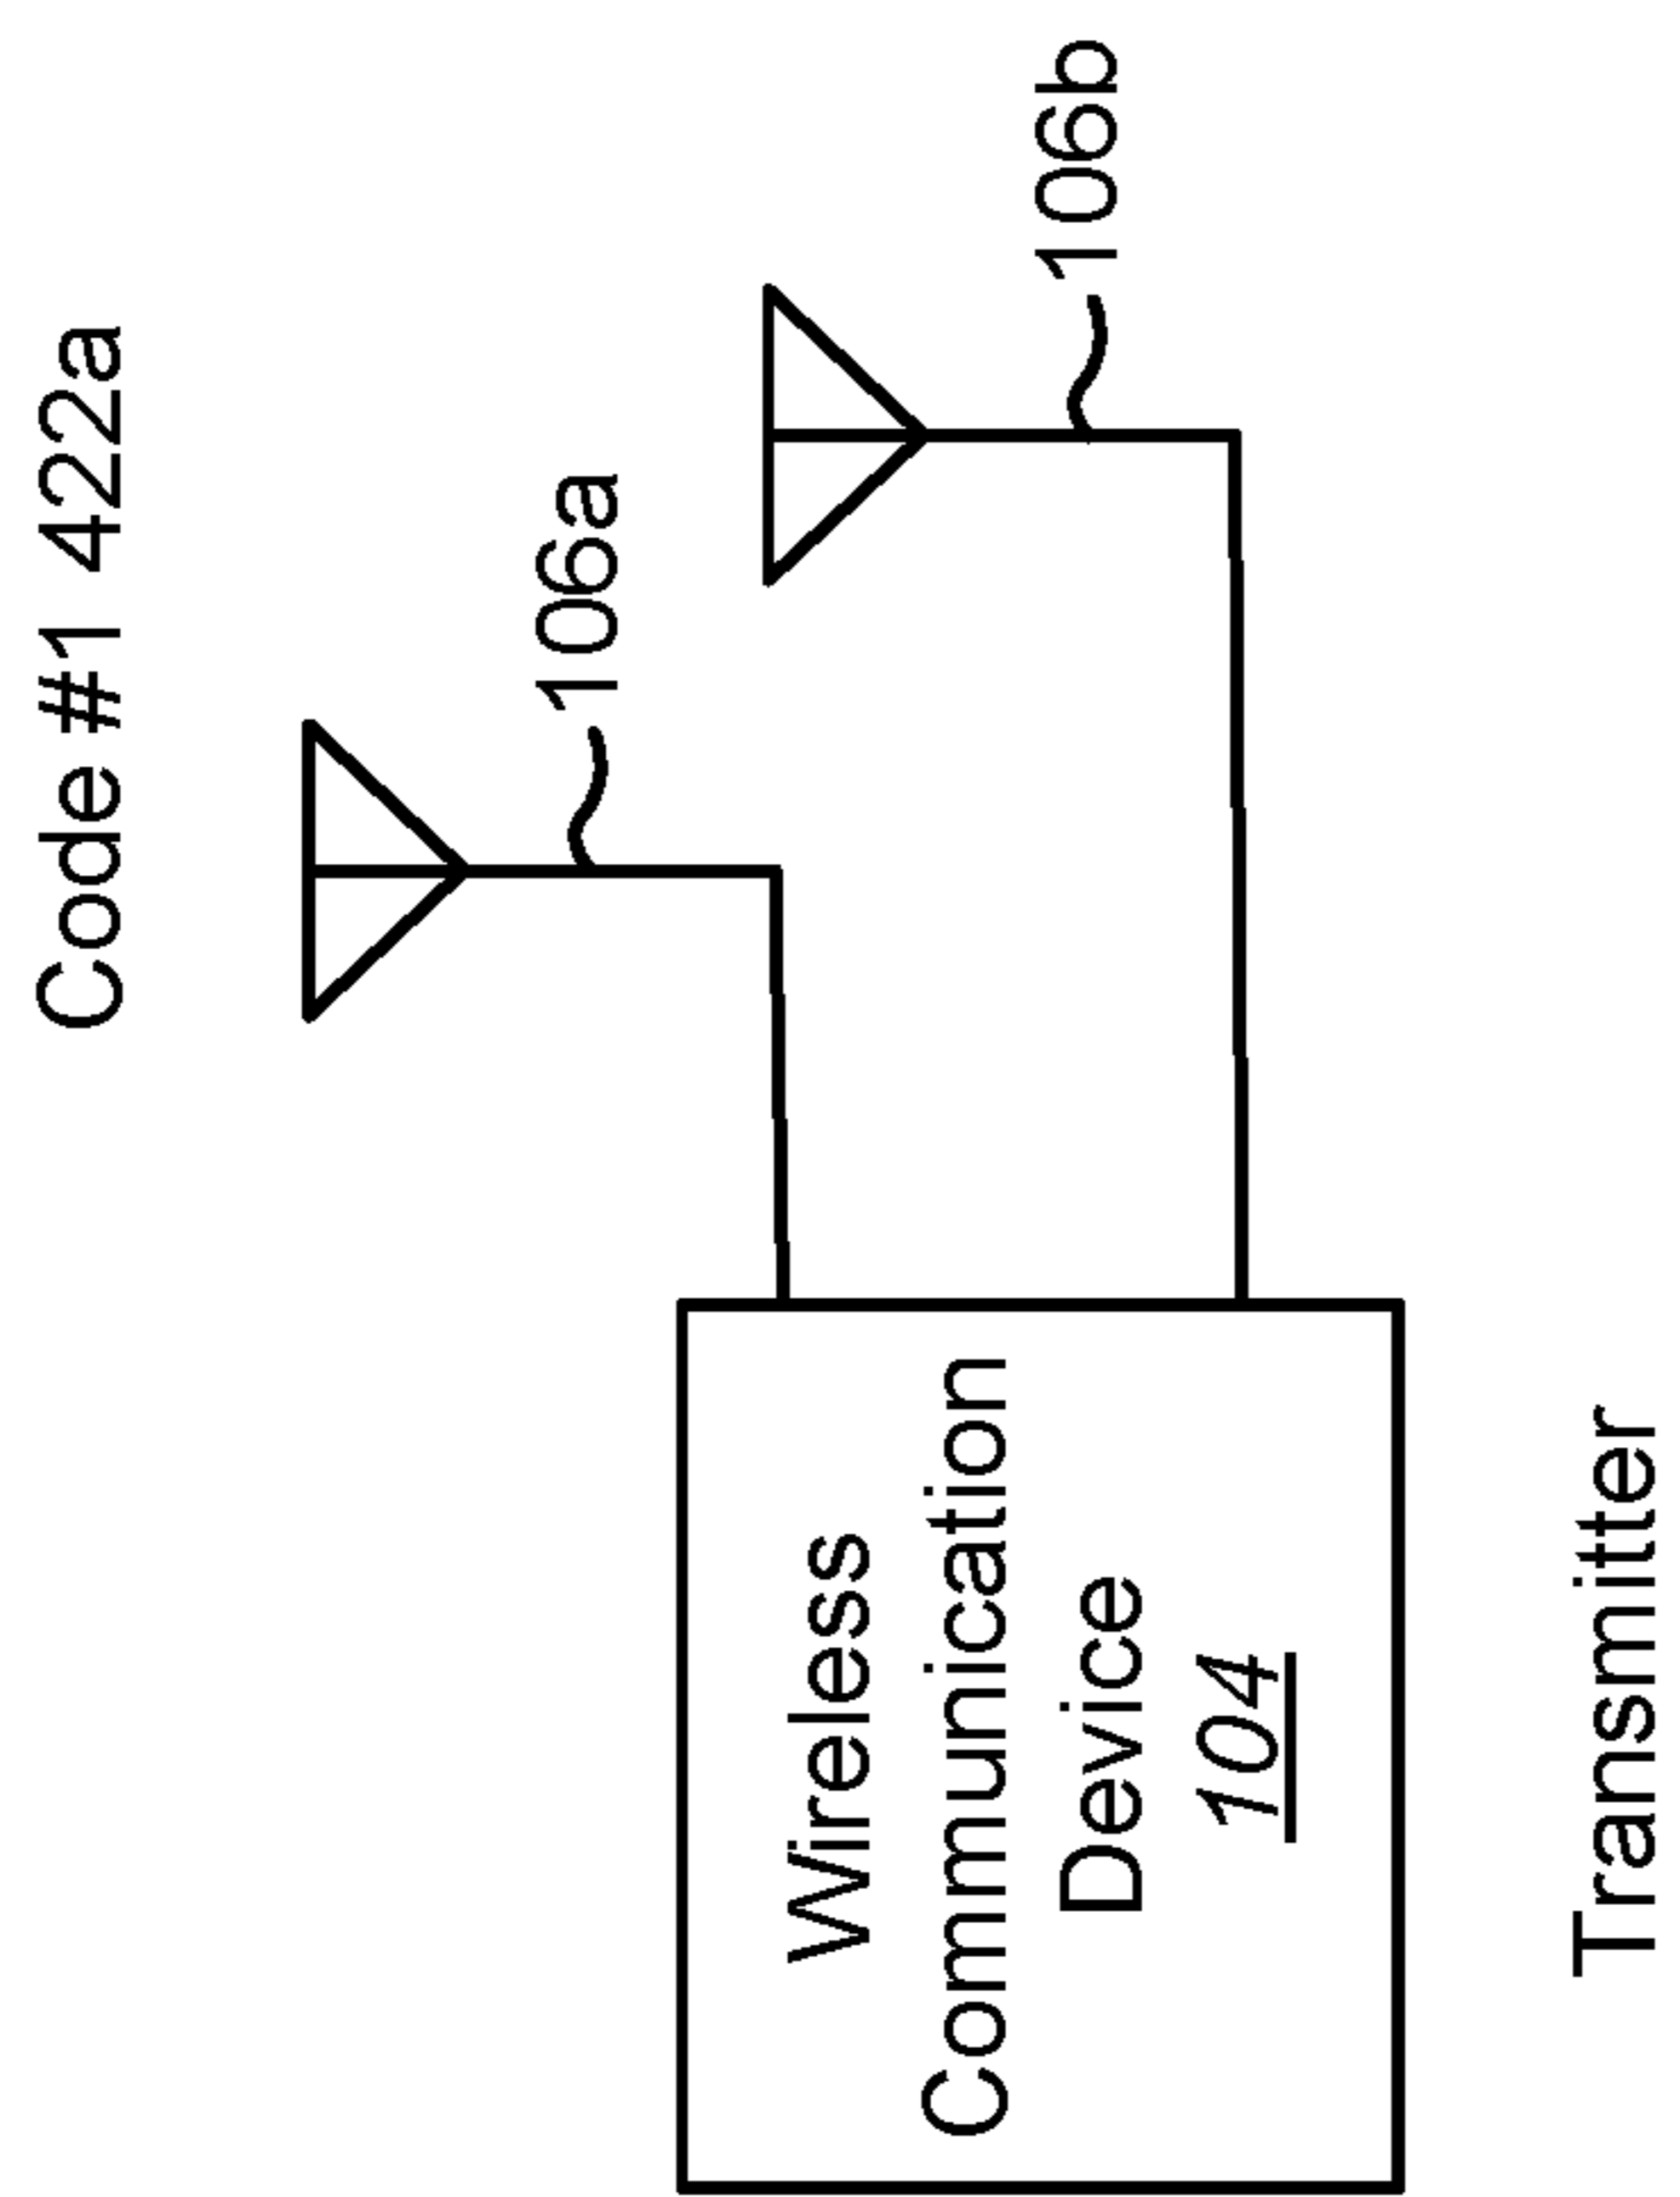 Code #1 422a
106a
106b
Wireless
Communication
Device
104
Transmitter